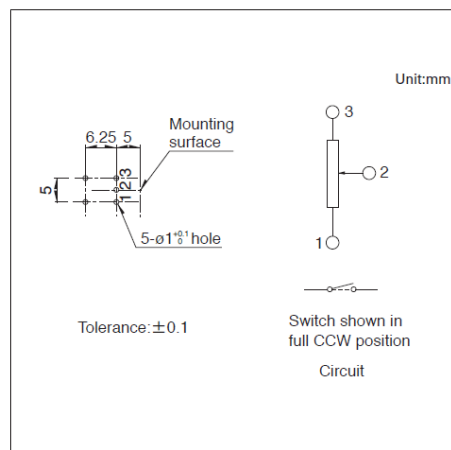 Unit:mm
6.25 5
Mounting
surface
5
1 2 3
5-ø1 +0.1 0 hole
Tolerance:±0.1
3
2
1
Switch shown in
full CCW position
Circuit